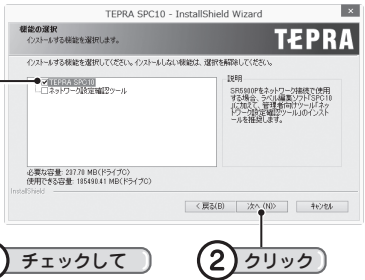 TEPRA SPC10 - InstallShield Wizard
機能の選択
インストールする機能を選択します。
TEPRA
インストールする機能を選択してください。インストールしない機能は、選択を解除してください。
TEPRA SPC10
ネットワーク設定確認ツール
説明
SR5900Pをネットワーク接続で使用
する場合、ラベル編集ソフト「SPC10
」に加えて、管理者向けツール「ネッ
トワーク設定確認ツール」のインスト
ールを推奨します。
必要な容量: 207.70 MB(ドライブC)
使用できる容量: 185490.41 MB(ドライブC)
InstallShield
< 戻る(B)
次へ (N)>
キャンセル
チェックして
2 クリック